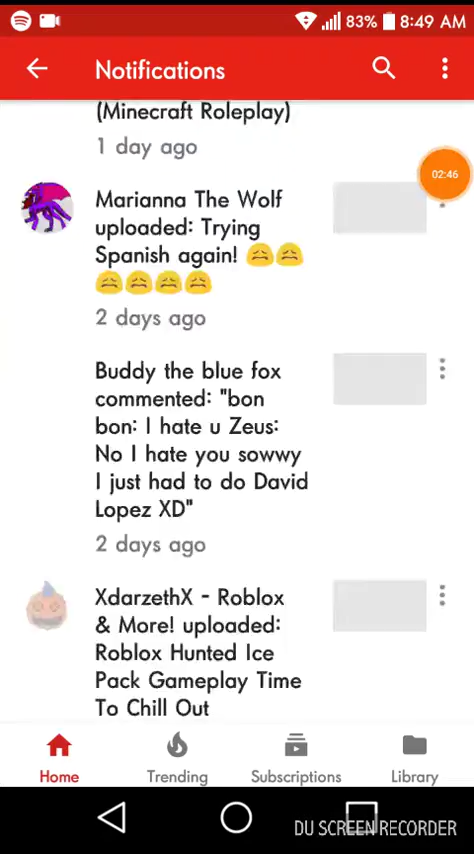 83% 8:49 AM
Notifications
(Minecraft Roleplay)
1 day ago
02:46
Marianna The Wolf
uploaded: Trying
Spanish again! 😖😖
😖😖😖😖
2 days ago
Buddy the blue fox
commented: "bon
bon: I hate u Zeus:
No I hate you sowwy
I just had to do David
Lopez XD"
2 days ago
XdarzethX - Roblox
& More! uploaded:
Roblox Hunted Ice
Pack Gameplay Time
To Chill Out
Home Trending Subscriptions Library
DU SCREEN RECORDER